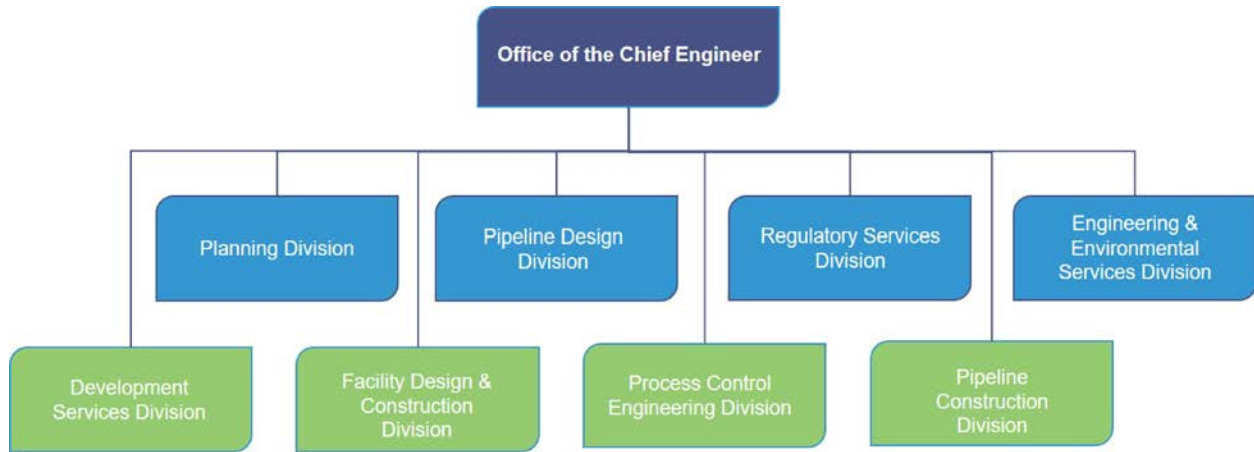 Office of the Chief Engineer
Planning Division
Pipeline Design
Division
Regulatory Services
Division
Engineering &
Environmental
Services Division
Development
Services Division
Facility Design &
Construction
Division
Process Control
Engineering Division
Pipeline
Construction
Division